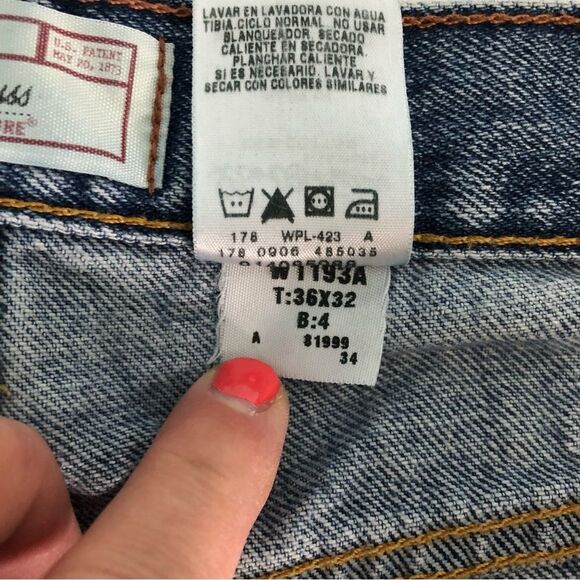 U.S. PATENT
MAY 20, 1873
LAVAR EN LAVADORA CON AGUA
TIBIA.CICLO NORMAL. NO USAR
BLANQUEADOR. SECADO
CALIENTE EN SECADORA.
PLANCHAR CALIENTE
SI ES NECESARIO. LAVAR Y
SECAR CON COLORES SIMILARES
178 WPL-423 A
178 0906 485035
W1193A
T:36X32
B:4
A 81999
34